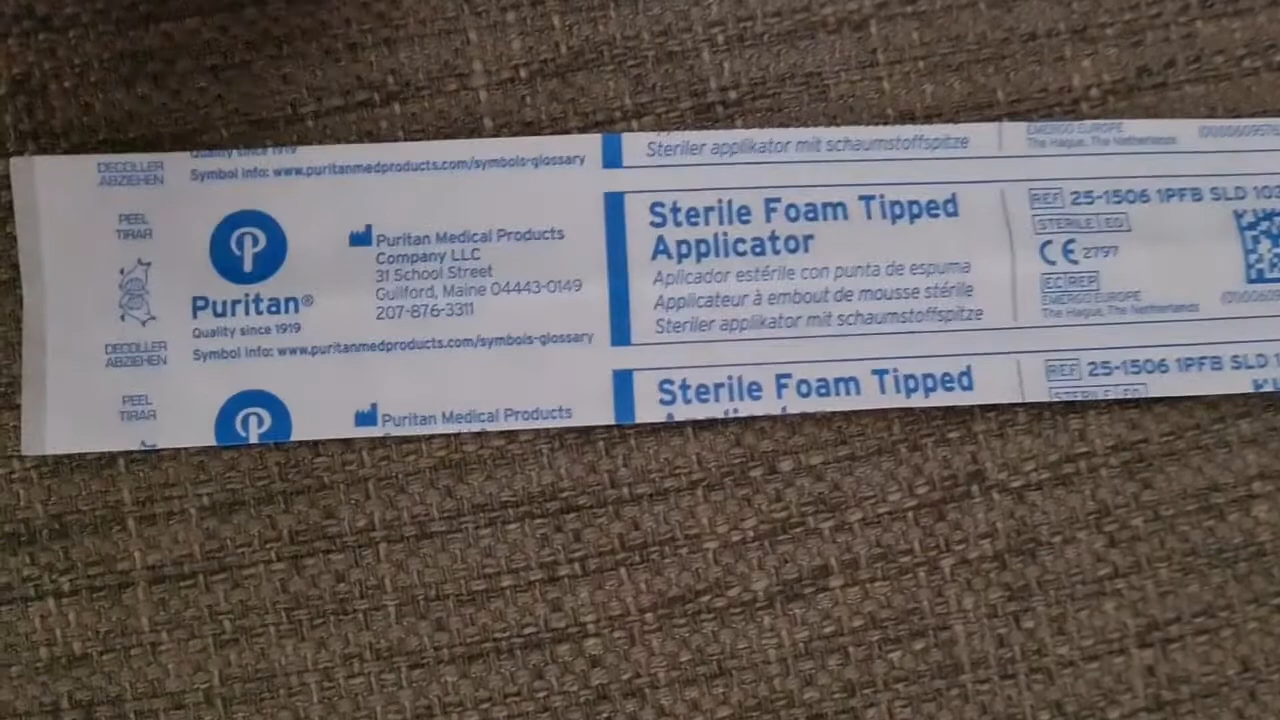 Quality since 1919
Symbol Info: www.puritanmedproducts.com/symbols-glossary
Steriler applikator mit schaumstoffspitze
EMERGO EUROPE
The Hague, The Netherlands
DECOLLER
ABZIEHEN
PEEL
TIRAR
Puritan®
Quality since 1919
Symbol Info: www.puritanmedproducts.com/symbols-glossary
Puritan Medical Products
Company LLC
31 School Street
Guilford, Maine 04443-0149
207-876-3311
Sterile Foam Tipped
Applicator
Aplicador estérile con punta de espuma
Applicateur à embout de mousse stérile
Steriler applikator mit schaumstoffspitze
REF 25-1506 1PFB SLD 103
STERILE EO
CE 2797
EC REP
EMERGO EUROPE
The Hague, The Netherlands
DECOLLER
ABZIEHEN
PEEL
TIRAR
Puritan Medical Products
Sterile Foam Tipped
Applicator
REF 25-1506 1PFB SLD 1
STERILE EO